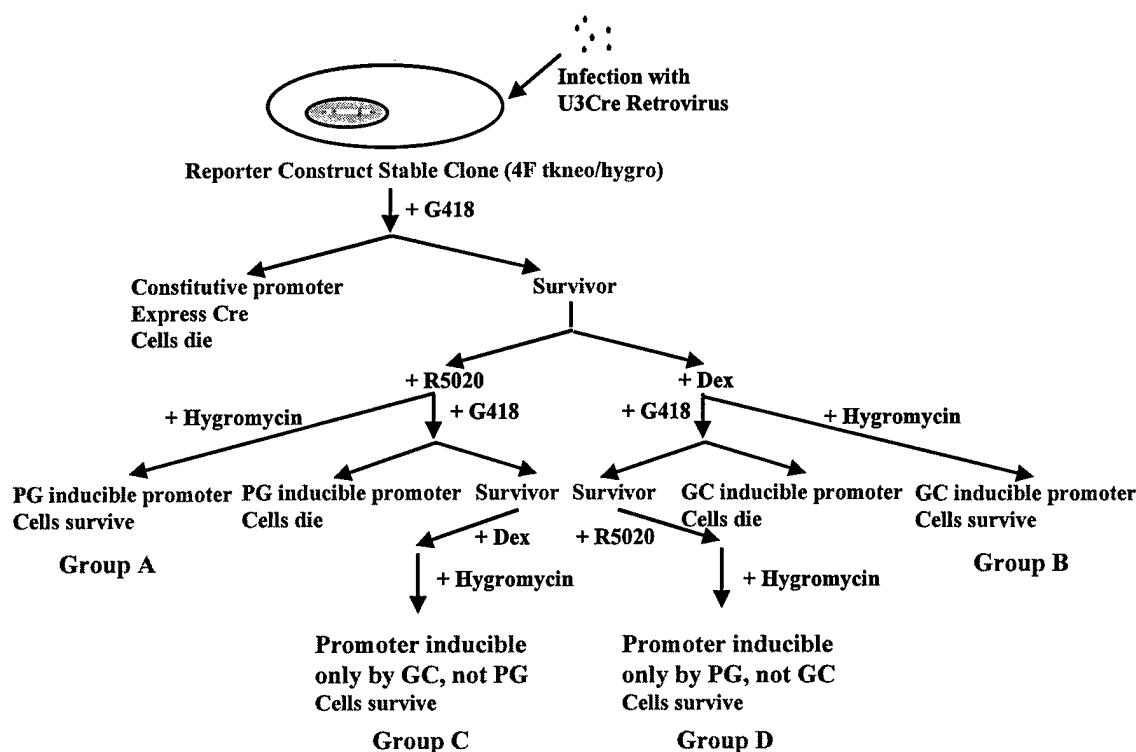 Infection with
U3Cre Retrovirus
Reporter Construct Stable Clone (4F tkneo/hygro)
+ G418
Constitutive promoter
Express Cre
Cells die
Survivor
+ R5020
+ Dex
+ Hygromycin
+ G418
+ G418
+ Hygromycin
PG inducible promoter
Cells survive
PG inducible promoter
Cells die
Survivor
Survivor
GC inducible promoter
Cells die
GC inducible promoter
Cells survive
Group A
+ Dex
+ R5020
Group B
+ Hygromycin
+ Hygromycin
Promoter inducible
only by GC, not PG
Cells survive
Promoter inducible
only by PG, not GC
Cells survive
Group C
Group D